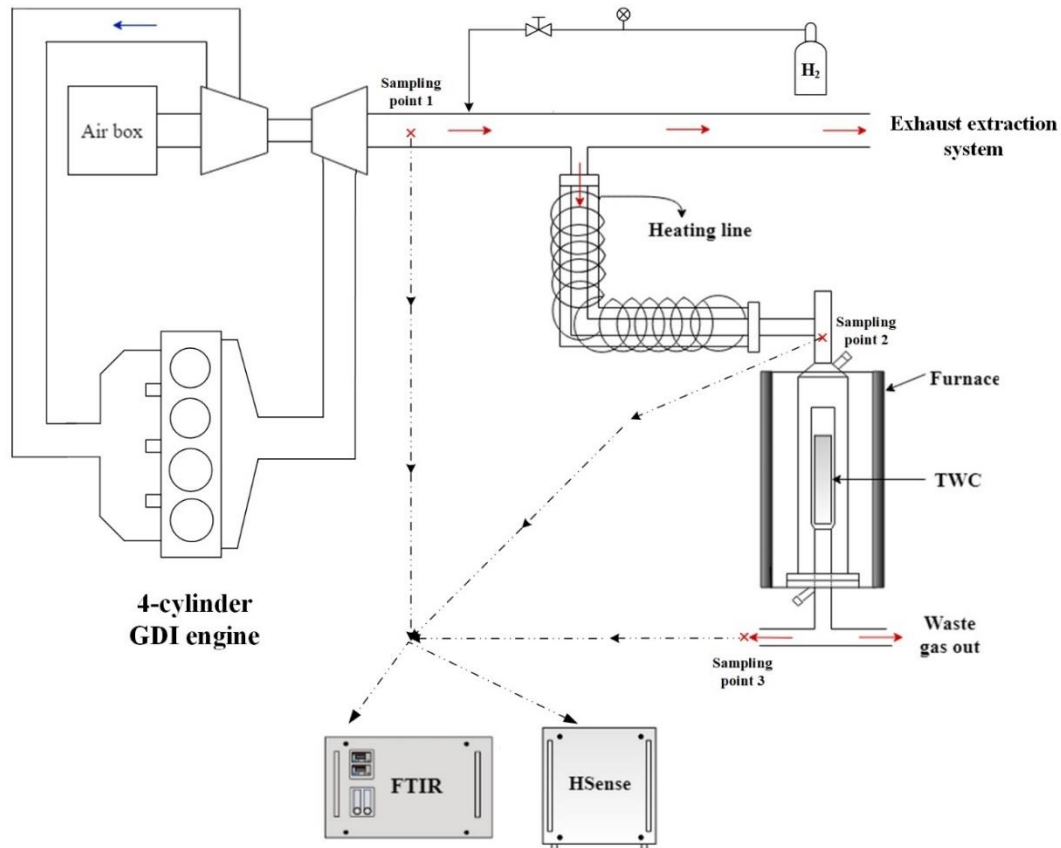 H₂
Sampling
point 1
Air box
Exhaust extraction
system
Heating line
Sampling
point 2
Furnace
TWC
4-cylinder
GDI engine
Waste
gas out
Sampling
point 3
FTIR
HSense